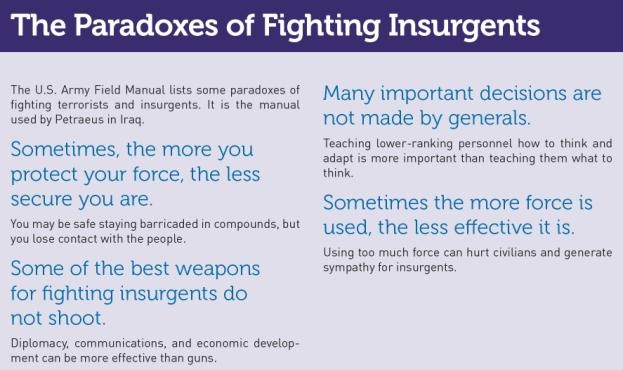 The Paradoxes of Fighting Insurgents
The U.S. Army Field Manual lists some paradoxes of
fighting terrorists and insurgents. It is the manual
used by Petraeus in Iraq.
Sometimes, the more you
protect your force, the less
secure you are.
You may be safe staying barricaded in compounds, but
you lose contact with the people.
Some of the best weapons
for fighting insurgents do
not shoot.
Diplomacy, communications, and economic develop-
ment can be more effective than guns.
Many important decisions are
not made by generals.
Teaching lower-ranking personnel how to think and
adapt is more important than teaching them what to
think.
Sometimes the more force is
used, the less effective it is.
Using too much force can hurt civilians and generate
sympathy for insurgents.